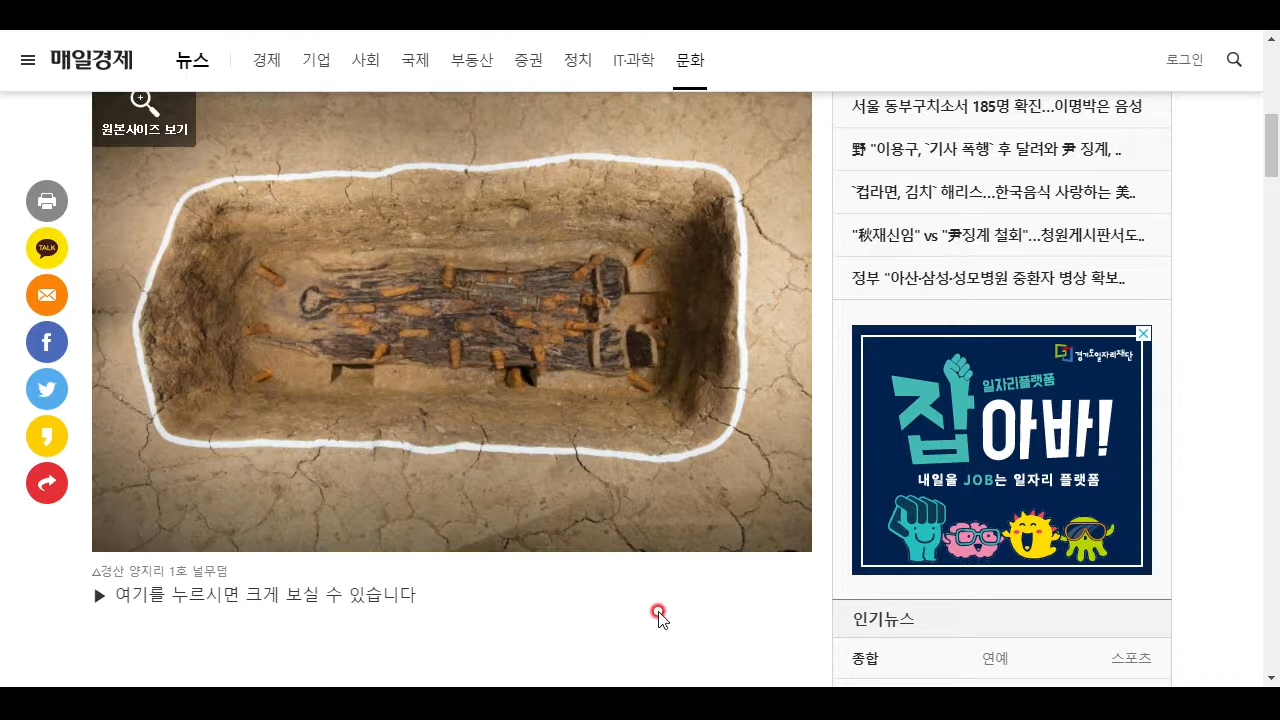 매일경제
뉴스
경제
기업
사회
국제
부동산
증권
정치
IT·과학
문화
로그인
원본사이즈 보기
TALK
△경산 양지리 1호 널무덤
▶ 여기를 누르시면 크게 보실 수 있습니다
서울 동부구치소서 185명 확진...이명박은 음성
野 "이용구, `기사 폭행` 후 달려와 尹 징계, ..
`컵라면, 김치` 해리스...한국음식 사랑하는 美..
"秋재신임" vs "尹징계 철회"...청원게시판서도..
정부 "아산·삼성·성모병원 중환자 병상 확보..
경기도일자리재단
일자리플랫폼
잡아바!
내일을 JOB는 일자리 플랫폼
인기뉴스
종합
연예
스포츠